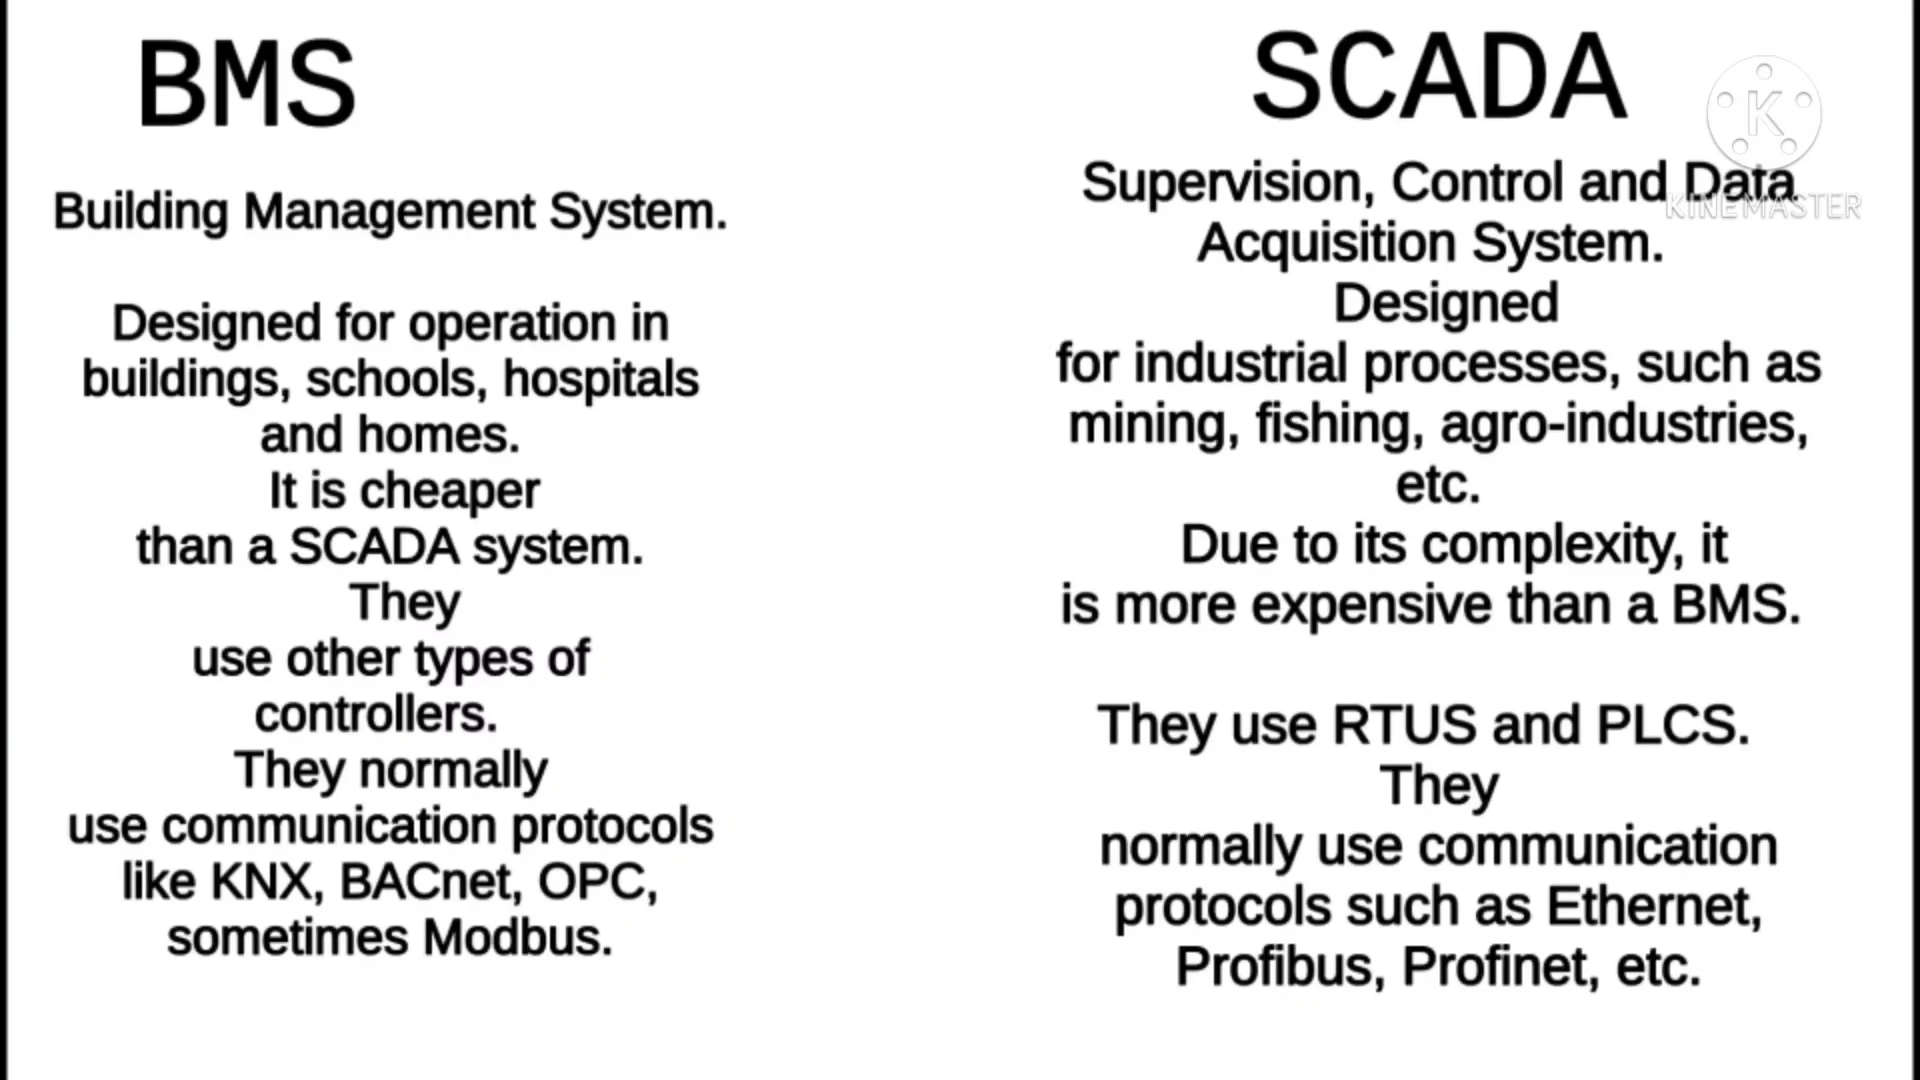 BMS
Building Management System.
Designed for operation in
buildings, schools, hospitals
and homes.
It is cheaper
than a SCADA system.
They
use other types of
controllers.
They normally
use communication protocols
like KNX, BACnet, OPC,
sometimes Modbus.
SCADA
Supervision, Control and Data
Acquisition System.
Designed
for industrial processes, such as
mining, fishing, agro-industries,
etc.
Due to its complexity, it
is more expensive than a BMS.
They use RTUS and PLCS.
They
normally use communication
protocols such as Ethernet,
Profibus, Profinet, etc.
K
KINEMASTER